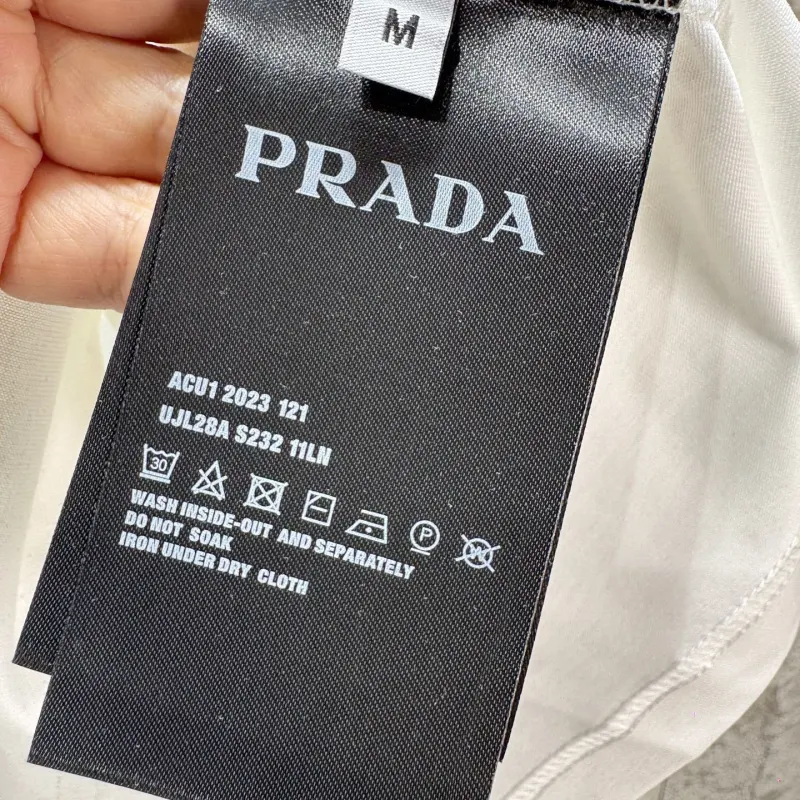 M
PRADA
ACU1 2023 121
UJL28A S232 11LN
30
P
W
WASH INSIDE-OUT AND SEPARATELY
DO NOT SOAK
IRON UNDER DRY CLOTH